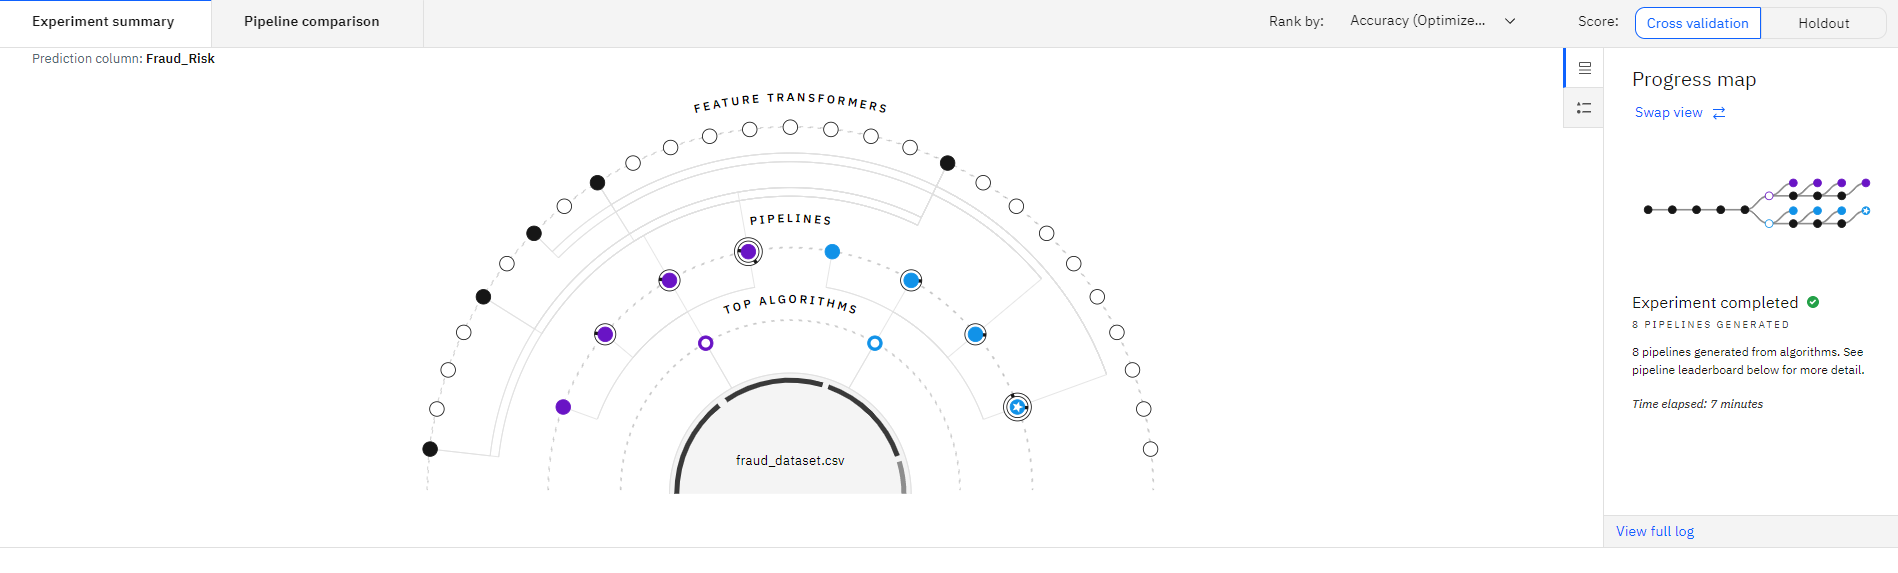 Experiment summary
Pipeline comparison
Rank by:
Accuracy (Optimize...
Score:
Cross validation
Holdout
Prediction column: Fraud_Risk
FEATURE TRANSFORMERS
PIPELINES
TOP ALGORITHMS
fraud_dataset.csv
Progress map
Swap view
Experiment completed
8 PIPELINES GENERATED
8 pipelines generated from algorithms. See
pipeline leaderboard below for more detail.
Time elapsed: 7 minutes
View full log